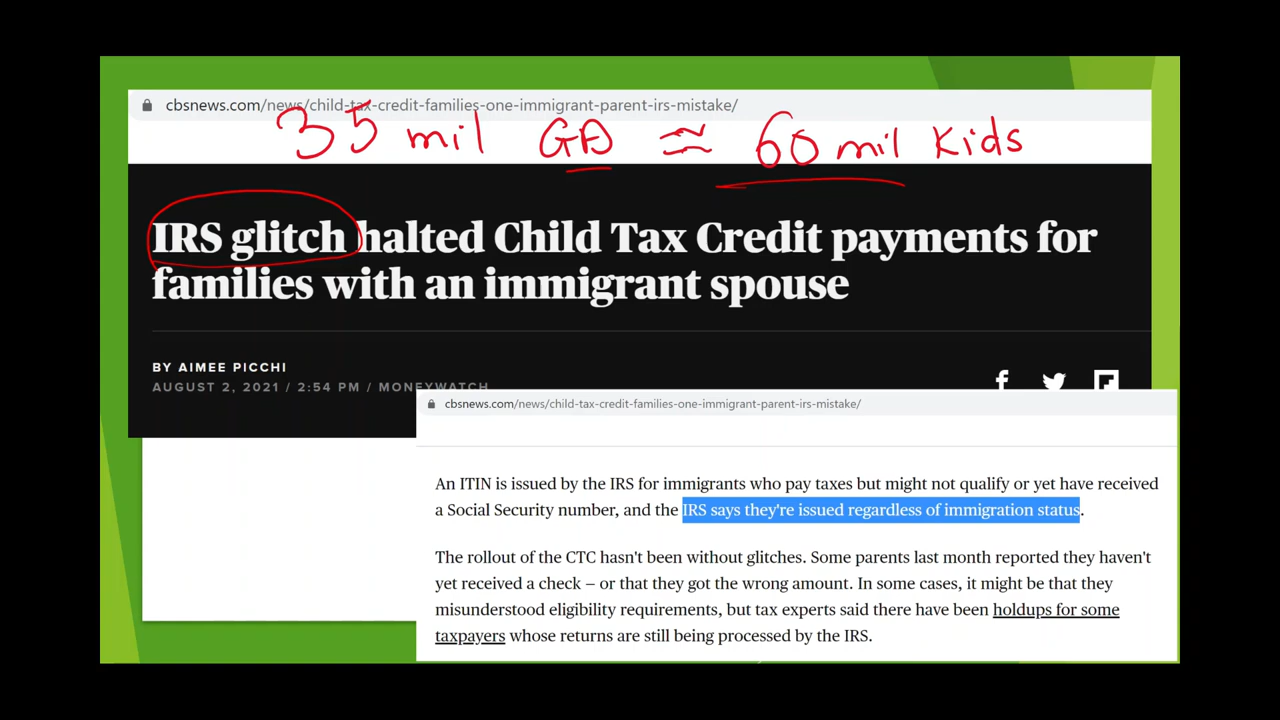 cbsnews.com/news/child-tax-credit-families-one-immigrant-parent-irs-mistake/
35 mil GD ≈ 60 mil Kids
IRS glitch halted Child Tax Credit payments for
families with an immigrant spouse
BY AIMEE PICCHI
AUGUST 2, 2021 / 2:54 PM / MONEYWATCH
cbsnews.com/news/child-tax-credit-families-one-immigrant-parent-irs-mistake/
An ITIN is issued by the IRS for immigrants who pay taxes but might not qualify or yet have received
a Social Security number, and the IRS says they're issued regardless of immigration status.
The rollout of the CTC hasn't been without glitches. Some parents last month reported they haven't
yet received a check – or that they got the wrong amount. In some cases, it might be that they
misunderstood eligibility requirements, but tax experts said there have been holdups for some
taxpayers whose returns are still being processed by the IRS.